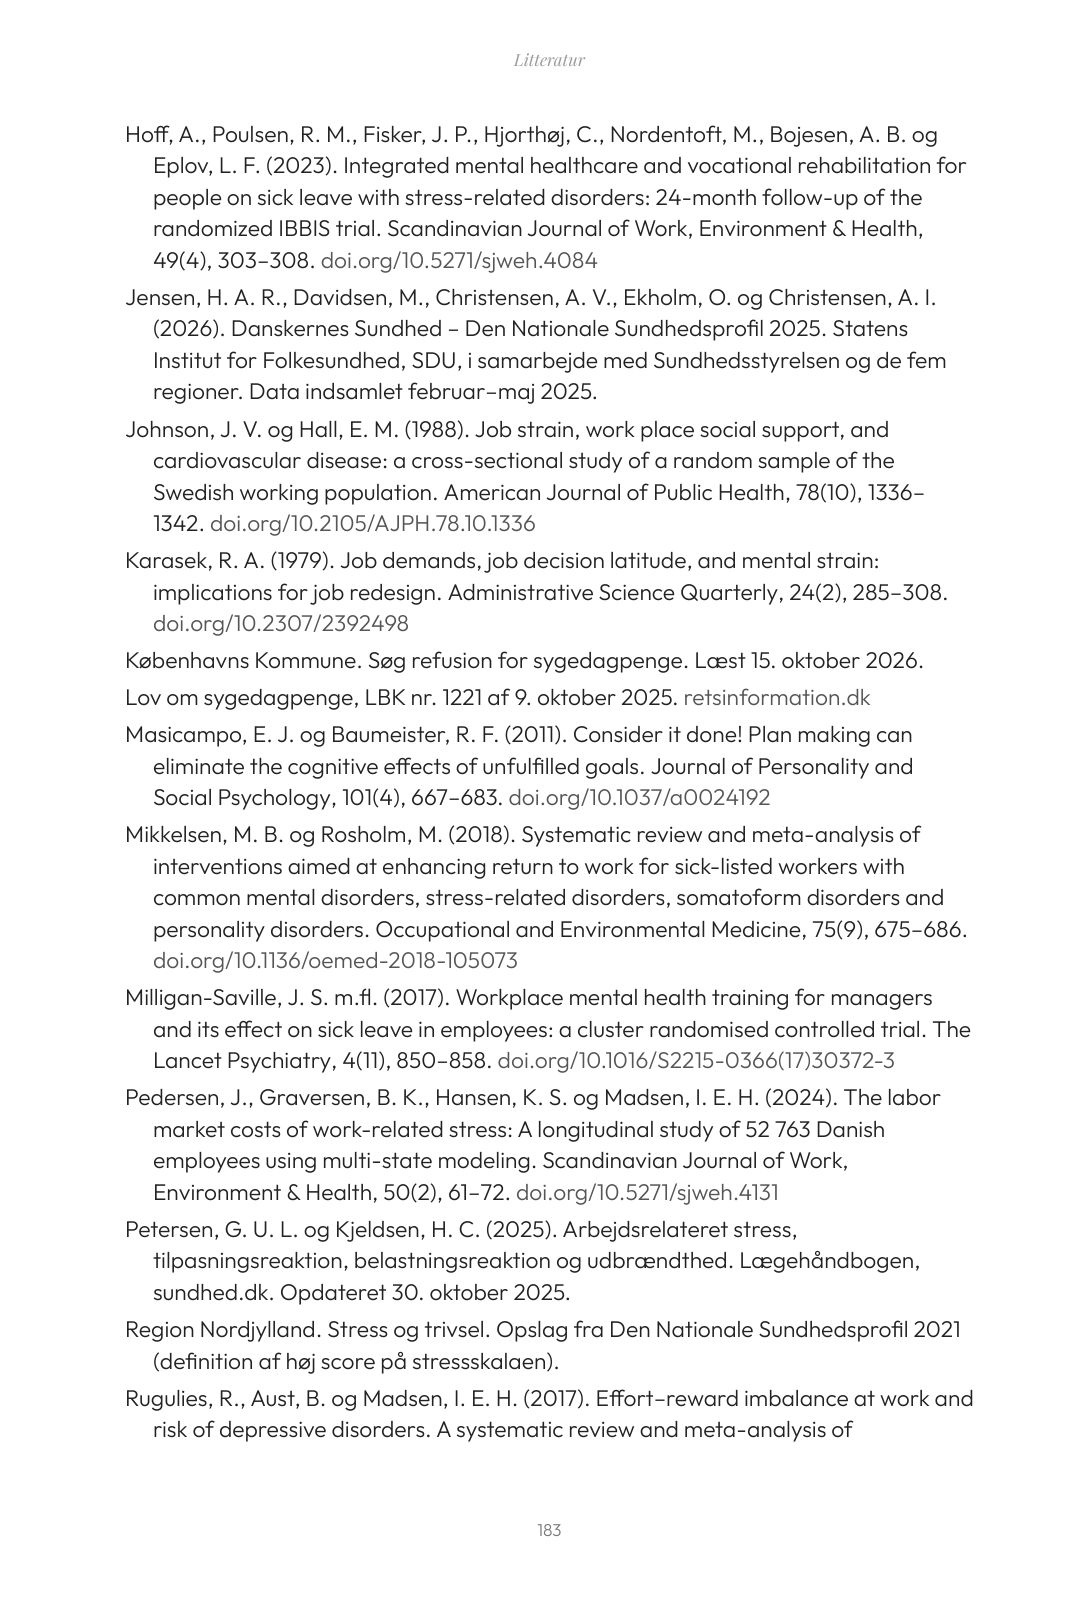 Litteratur
Hoff, A., Poulsen, R. M., Fisker, J. P., Hjorthøj, C., Nordentoft, M., Bojesen, A. B. og
Eplov, L. F. (2023). Integrated mental healthcare and vocational rehabilitation for
people on sick leave with stress-related disorders: 24-month follow-up of the
randomized IBBIS trial. Scandinavian Journal of Work, Environment & Health,
49(4), 303–308. doi.org/10.5271/sjweh.4084
Jensen, H. A. R., Davidsen, M., Christensen, A. V., Ekholm, O. og Christensen, A. I.
(2026). Danskernes Sundhed – Den Nationale Sundhedsprofil 2025. Statens
Institut for Folkesundhed, SDU, i samarbejde med Sundhedsstyrelsen og de fem
regioner. Data indsamlet februar–maj 2025.
Johnson, J. V. og Hall, E. M. (1988). Job strain, work place social support, and
cardiovascular disease: a cross-sectional study of a random sample of the
Swedish working population. American Journal of Public Health, 78(10), 1336–
1342. doi.org/10.2105/AJPH.78.10.1336
Karasek, R. A. (1979). Job demands, job decision latitude, and mental strain:
implications for job redesign. Administrative Science Quarterly, 24(2), 285–308.
doi.org/10.2307/2392498
Københavns Kommune. Søg refusion for sygedagpenge. Læst 15. oktober 2026.
Lov om sygedagpenge, LBK nr. 1221 af 9. oktober 2025. retsinformation.dk
Masicampo, E. J. og Baumeister, R. F. (2011). Consider it done! Plan making can
eliminate the cognitive effects of unfulfilled goals. Journal of Personality and
Social Psychology, 101(4), 667–683. doi.org/10.1037/a0024192
Mikkelsen, M. B. og Rosholm, M. (2018). Systematic review and meta-analysis of
interventions aimed at enhancing return to work for sick-listed workers with
common mental disorders, stress-related disorders, somatoform disorders and
personality disorders. Occupational and Environmental Medicine, 75(9), 675–686.
doi.org/10.1136/oemed-2018-105073
Milligan-Saville, J. S. m.fl. (2017). Workplace mental health training for managers
and its effect on sick leave in employees: a cluster randomised controlled trial. The
Lancet Psychiatry, 4(11), 850–858. doi.org/10.1016/S2215-0366(17)30372-3
Pedersen, J., Graversen, B. K., Hansen, K. S. og Madsen, I. E. H. (2024). The labor
market costs of work-related stress: A longitudinal study of 52 763 Danish
employees using multi-state modeling. Scandinavian Journal of Work,
Environment & Health, 50(2), 61–72. doi.org/10.5271/sjweh.4131
Petersen, G. U. L. og Kjeldsen, H. C. (2025). Arbejdsrelateret stress,
tilpasningsreaktion, belastningsreaktion og udbrændthed. Lægehåndbogen,
sundhed.dk. Opdateret 30. oktober 2025.
Region Nordjylland. Stress og trivsel. Opslag fra Den Nationale Sundhedsprofil 2021
(definition af høj score på stressskalaen).
Rugulies, R., Aust, B. og Madsen, I. E. H. (2017). Effort–reward imbalance at work and
risk of depressive disorders. A systematic review and meta-analysis of
183